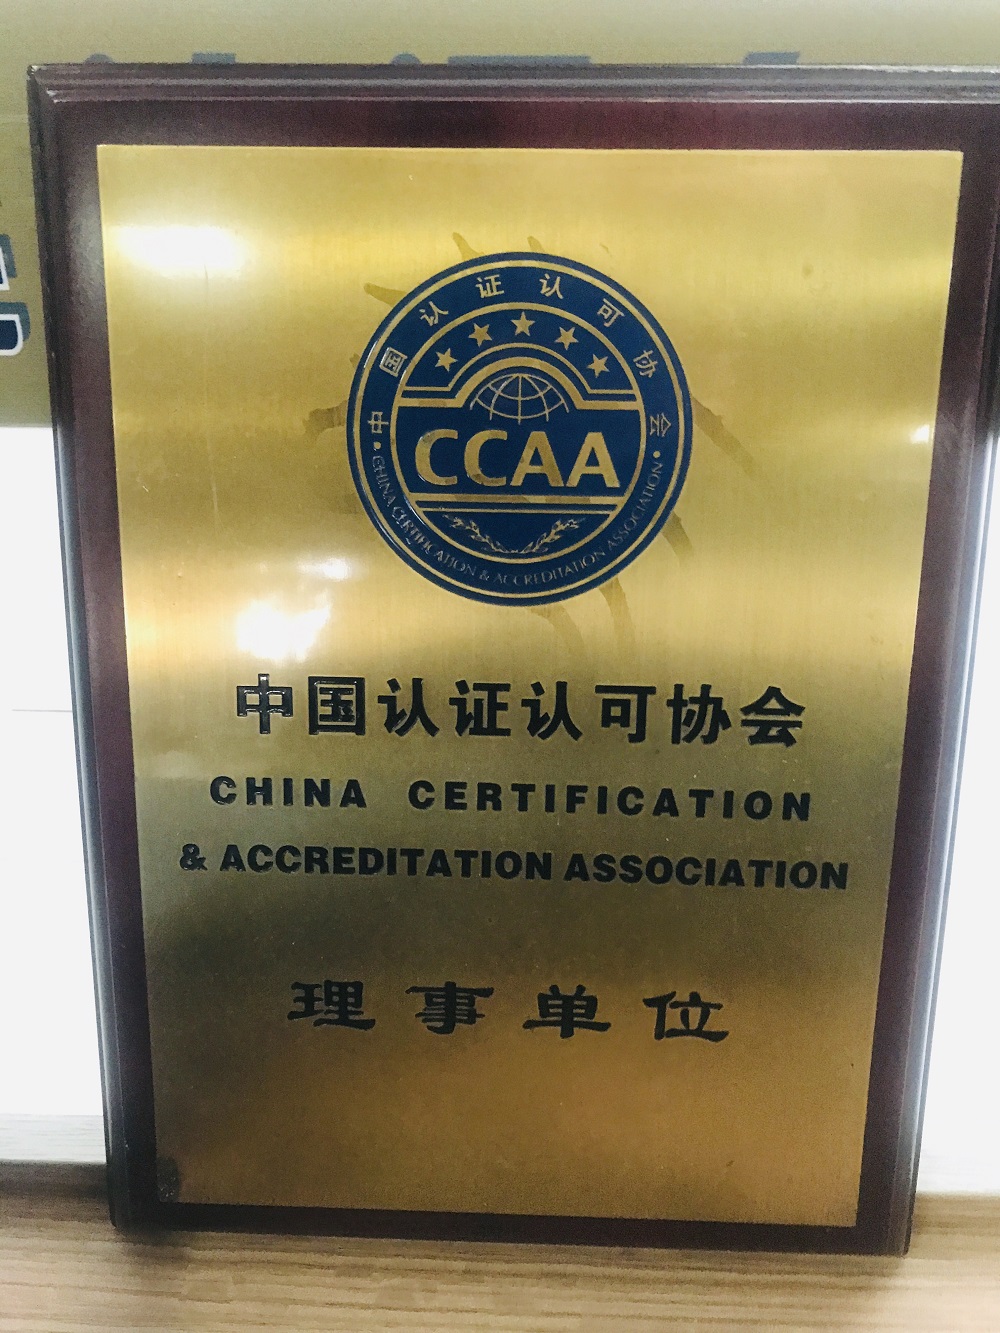 中国认证认可协会
CCAA
CHINA CERTIFICATION & ACCREDITATION ASSOCIATION
中国认证认可协会
CHINA CERTIFICATION
& ACCREDITATION ASSOCIATION
理事单位